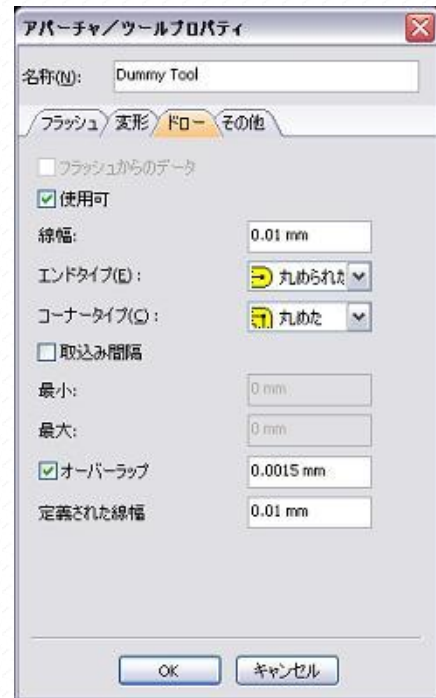 アパーチャ/ツールプロパティ
名称(N): Dummy Tool
フラッシュ 変形 ドロー その他
フラッシュからのデータ
使用可
線幅: 0.01 mm
エンドタイプ(E): 丸められた
コーナータイプ(C): 丸めた
取込み間隔
最小: 0 mm
最大: 0 mm
オーバーラップ 0.0015 mm
定義された線幅 0.01 mm
OK キャンセル